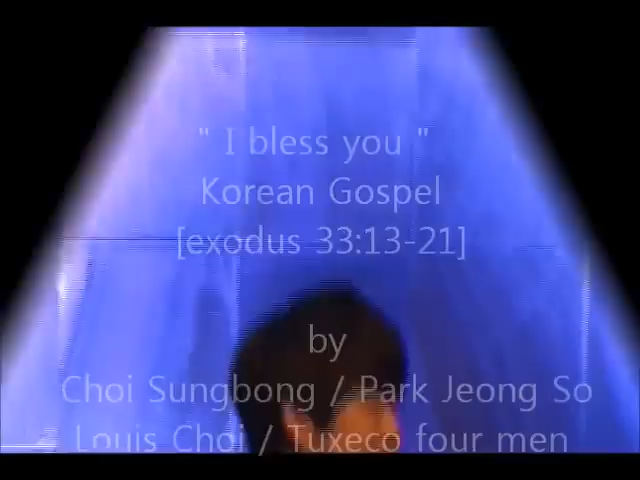 " I bless you "
Korean Gospel
[exodus 33:13-21]
by
Choi Sungbong / Park Jeong So
Louis Choi / Tuxeco four men